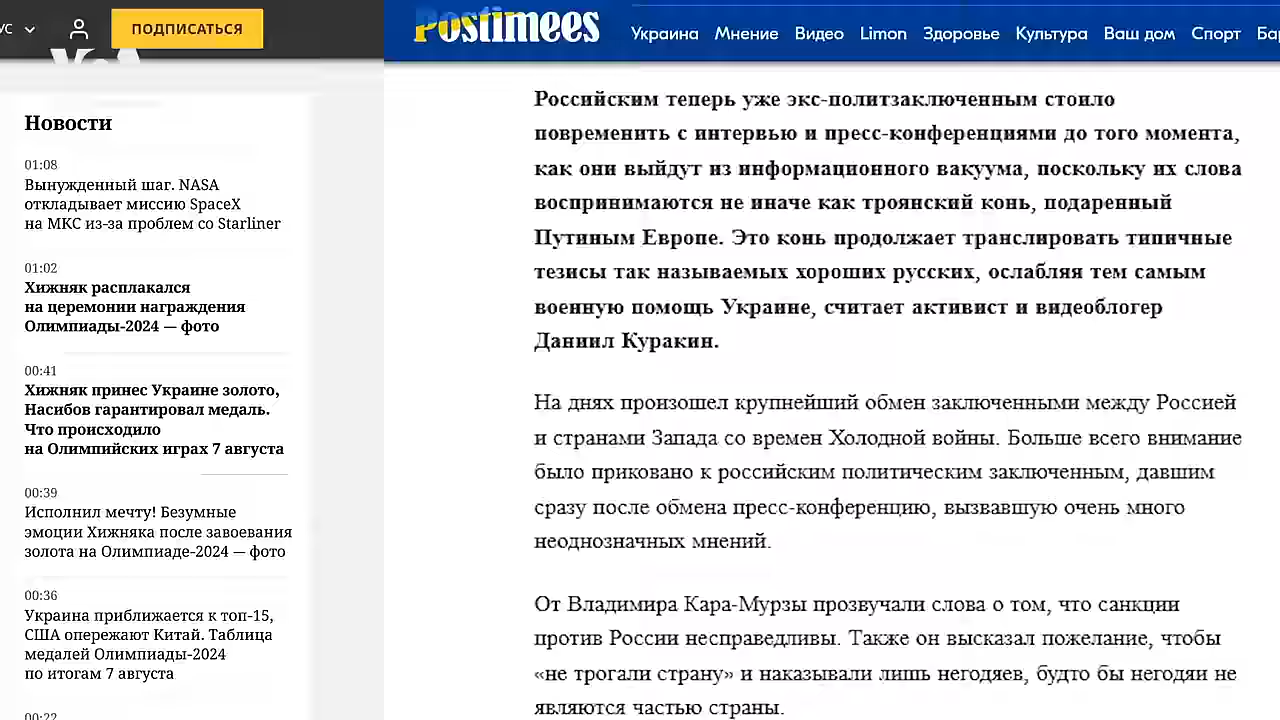 УС
ПОДПИСАТЬСЯ
Новости
01:08
Вынужденный шаг. NASA
откладывает миссию SpaceX
на МКС из-за проблем со Starliner
01:02
Хижняк расплакался
на церемонии награждения
Олимпиады-2024 — фото
00:41
Хижняк принес Украине золото,
Насибов гарантировал медаль.
Что происходило
на Олимпийских играх 7 августа
00:39
Исполнил мечту! Безумные
эмоции Хижняка после завоевания
золота на Олимпиаде-2024 — фото
00:36
Украина приближается к топ-15,
США опережают Китай. Таблица
медалей Олимпиады-2024
по итогам 7 августа
00:22
Postimees
Украина Мнение Видео Limon Здоровье Культура Ваш дом Спорт Ба
Российским теперь уже экс-политзаключенным стоило
повременить с интервью и пресс-конференциями до того момента,
как они выйдут из информационного вакуума, поскольку их слова
воспринимаются не иначе как троянский конь, подаренный
Путиным Европе. Это конь продолжает транслировать типичные
тезисы так называемых хороших русских, ослабляя тем самым
военную помощь Украине, считает активист и видеоблогер
Даниил Куракин.
На днях произошел крупнейший обмен заключенными между Россией
и странами Запада со времен Холодной войны. Больше всего внимание
было приковано к российским политическим заключенным, давшим
сразу после обмена пресс-конференцию, вызвавшую очень много
неоднозначных мнений.
От Владимира Кара-Мурзы прозвучали слова о том, что санкции
против России несправедливы. Также он высказал пожелание, чтобы
«не трогали страну» и наказывали лишь негодяев, будто бы негодяи не
являются частью страны.